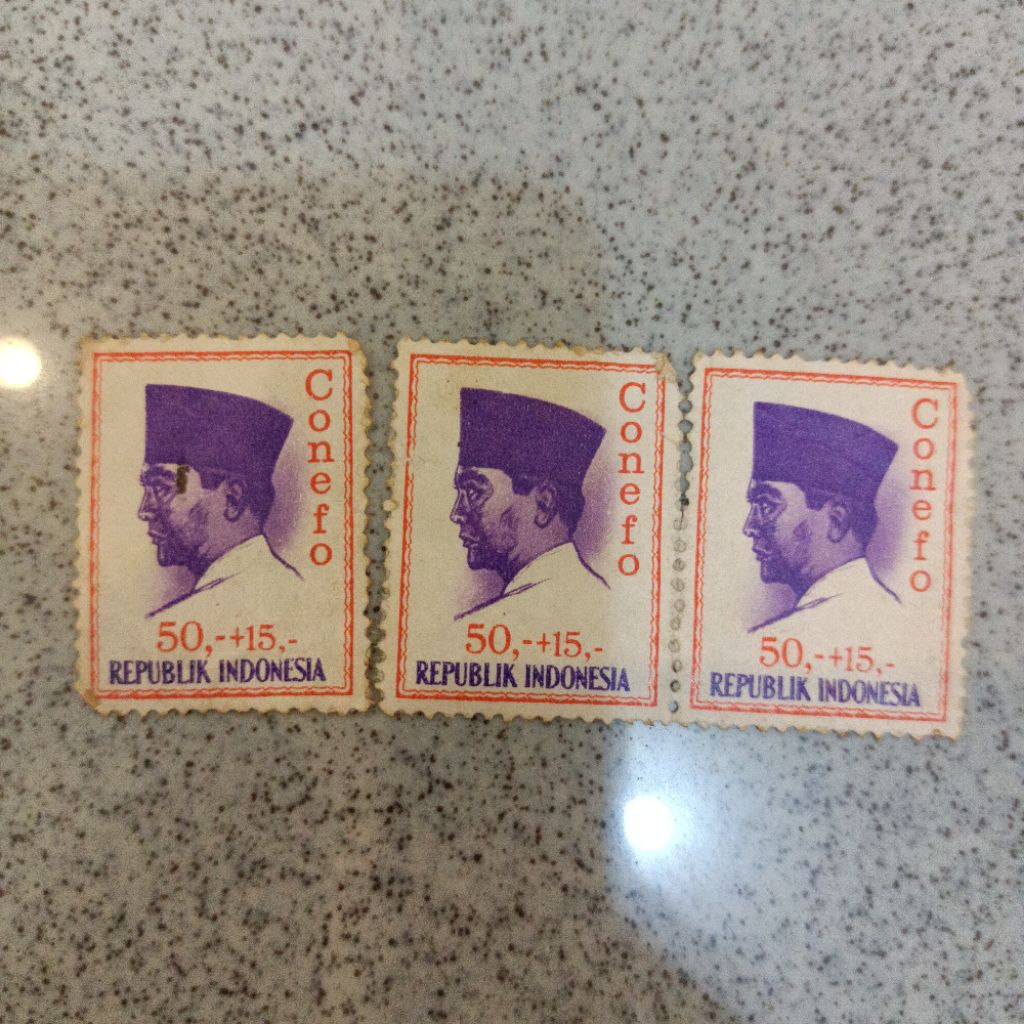 Conefo
50,-+15,-
REPUBLIK INDONESIA
Conefo
50,-+15,-
REPUBLIK INDONESIA
Conefo
50,-+15,-
REPUBLIK INDONESIA